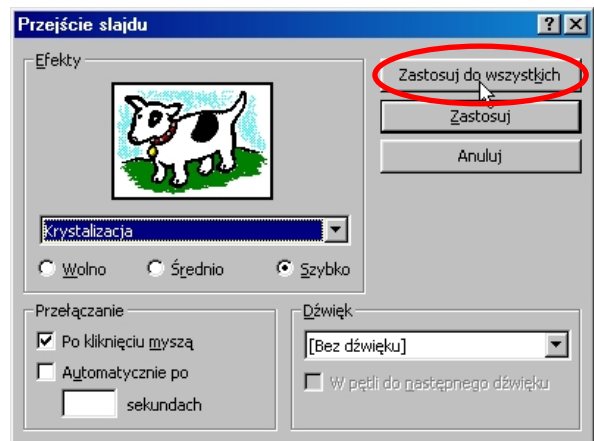 Przejście slajdu
Efekty
Zastosuj do wszystkich
Zastosuj
Anuluj
Krystalizacja
Wolno Średnio Szybko
Przełączanie
Po kliknięciu myszą
Automatycznie po
sekundach
Dźwięk
[Bez dźwięku]
W pętli do następnego dźwięku